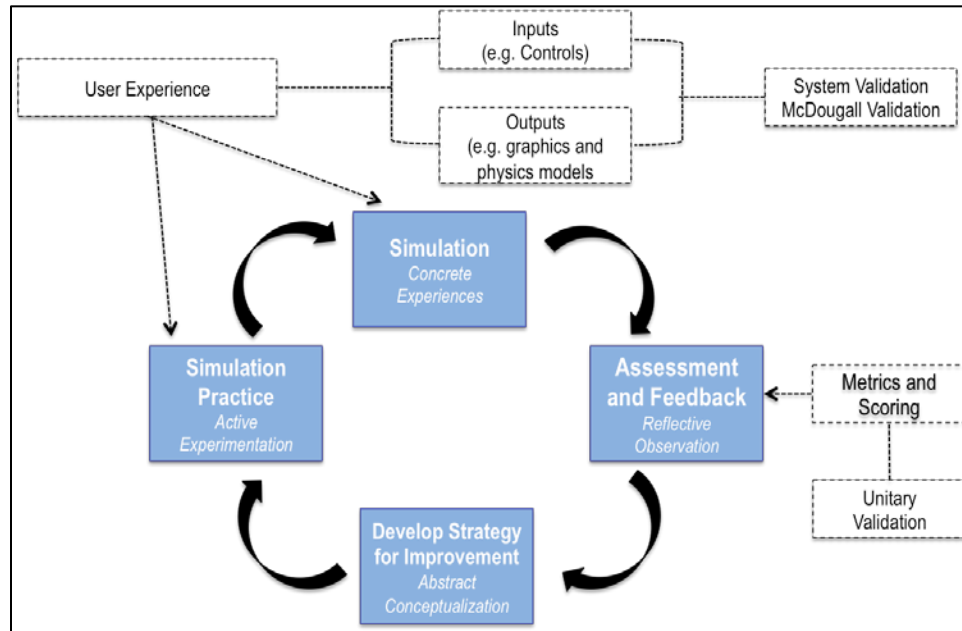 Inputs
(e.g. Controls)
User Experience
System Validation
McDougall Validation
Outputs
(e.g. graphics and
physics models
Simulation
Concrete
Experiences
Simulation
Practice
Active
Experimentation
Assessment
and Feedback
Reflective
Observation
Metrics and
Scoring
Unitary
Validation
Develop Strategy
for Improvement
Abstract
Conceptualization